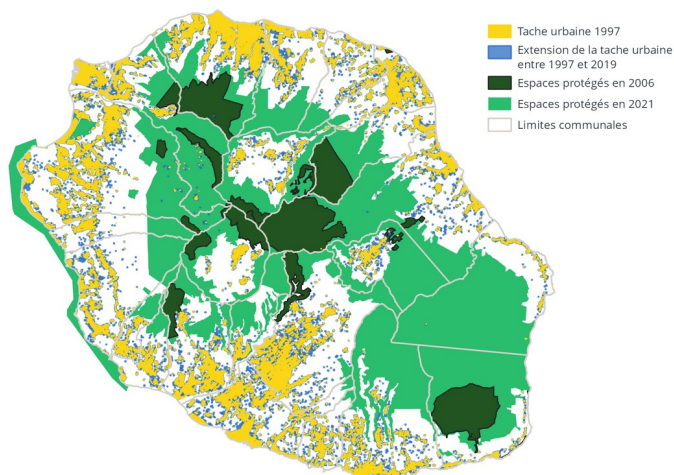 Tache urbaine 1997
Extension de la tache urbaine
entre 1997 et 2019
Espaces protégés en 2006
Espaces protégés en 2021
Limites communales